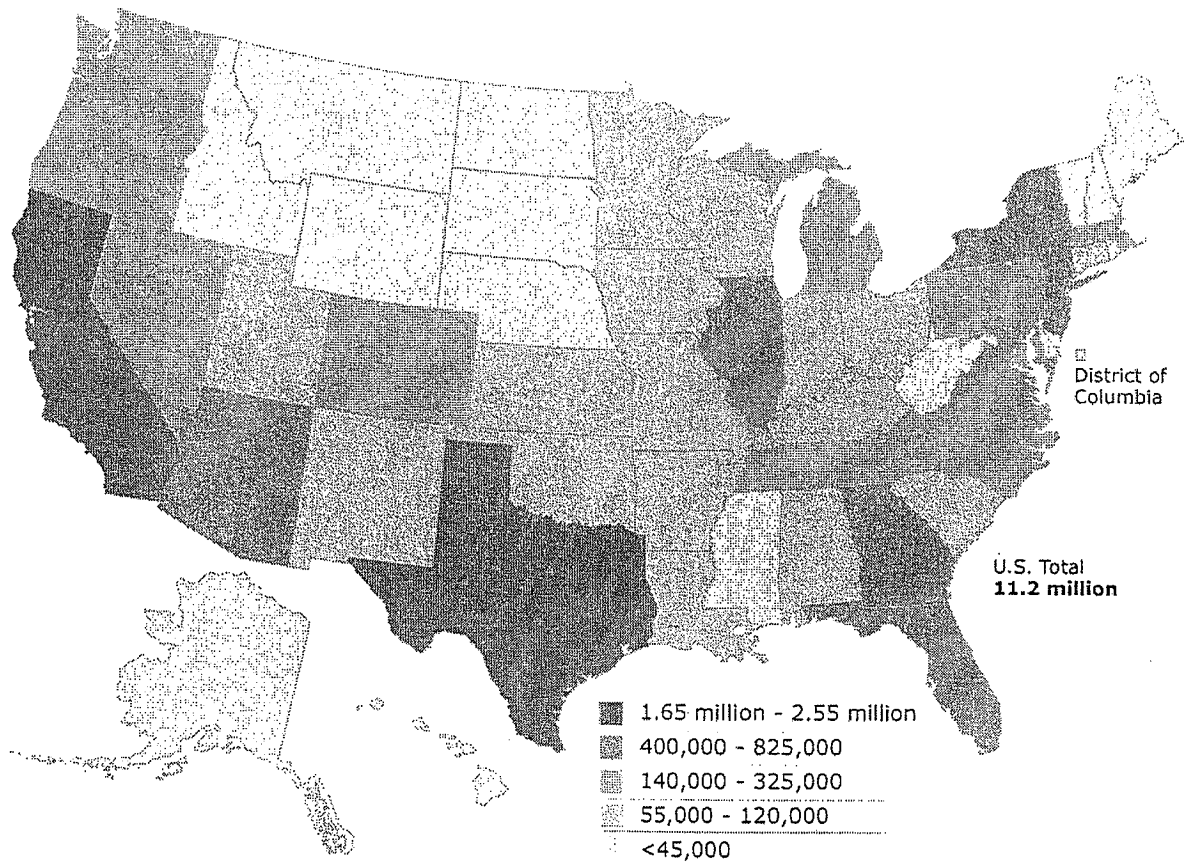 District of
Columbia
U.S. Total
11.2 million
1.65 million - 2.55 million
400,000 - 825,000
140,000 - 325,000
55,000 - 120,000
<45,000